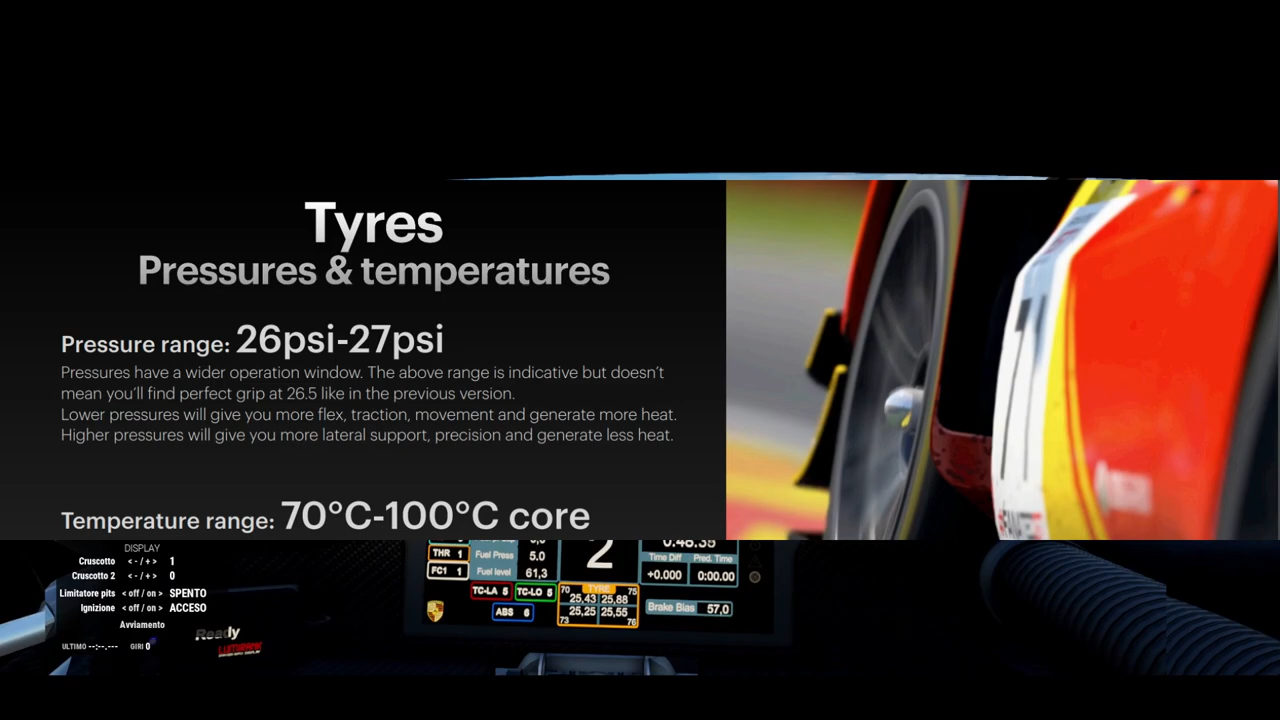 Tyres
Pressures & temperatures
Pressure range: 26psi-27psi
Pressures have a wider operation window. The above range is indicative but doesn't
mean you'll find perfect grip at 26.5 like in the previous version.
Lower pressures will give you more flex, traction, movement and generate more heat.
Higher pressures will give you more lateral support, precision and generate less heat.
Temperature range: 70°C-100°C core
DISPLAY
Cruscotto < - / + > 1
Cruscotto 2 < - / + > 0
Limitatore pits < off / on > SPENTO
Ignizione < off / on > ACCESO
Avviamento
ULTIMO --:--,--- GIRI 0
Ready
THR 1
FC1 1
Fuel Press 5.0
Fuel level 61,3
TC-LA 5 TC-LO 5
ABS 6
2
70 TYRE 75
25,43 25,88
25,25 25,55
73 76
0:48.35
Time Diff Pred. Time
+0.000 0:00.00
Brake Bias 57,0
77